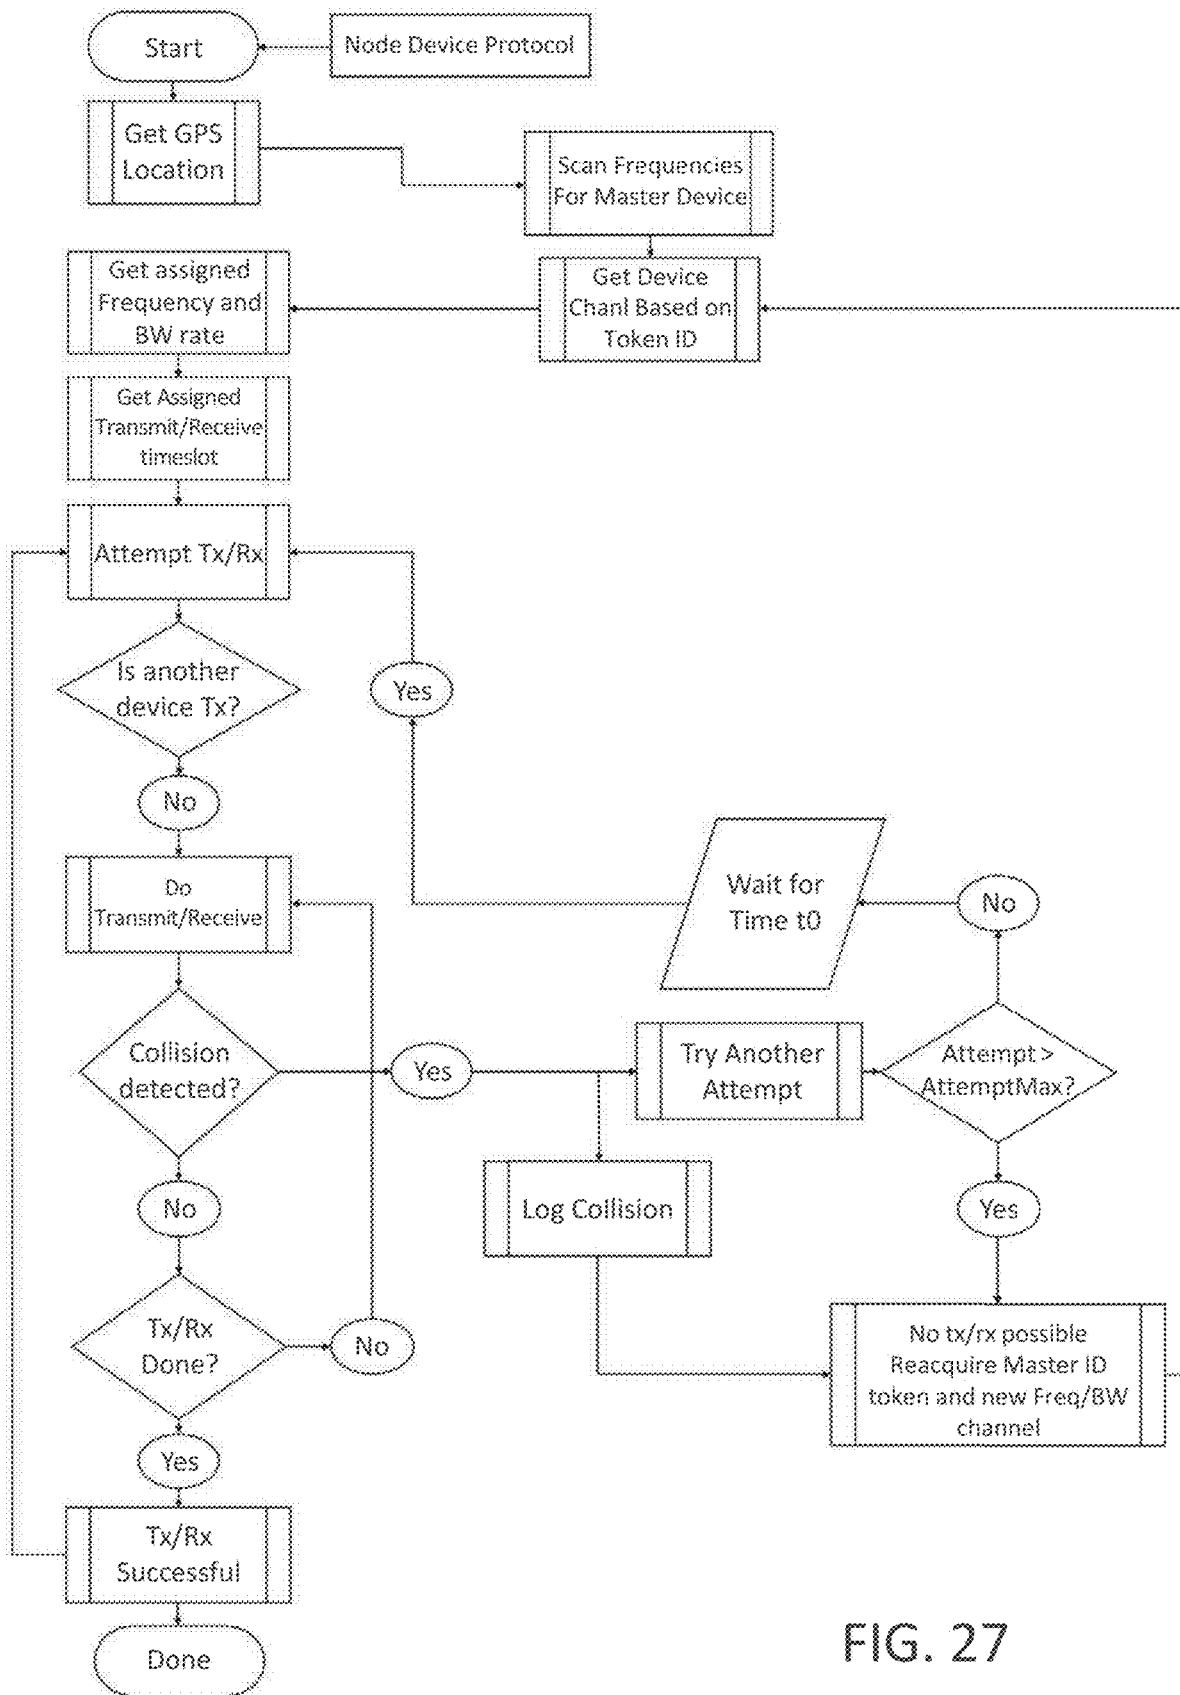 Start
Node Device Protocol
Get GPS
Location
Scan Frequencies
For Master Device
Get assigned
Frequency and
BW rate
Get Device
Chanl Based on
Token ID
Get Assigned
Transmit/Receive
timeslot
Attempt Tx/Rx
Is another
device Tx?
Yes
No
Do
Transmit/Receive
Wait for
Time t0
No
Collision
detected?
Yes
Try Another
Attempt
Attempt >
AttemptMax?
No
Log Collision
Yes
Tx/Rx
Done?
No
No tx/rx possible
Reacquire Master ID
token and new Freq/BW
channel
Yes
Tx/Rx
Successful
Done
FIG. 27